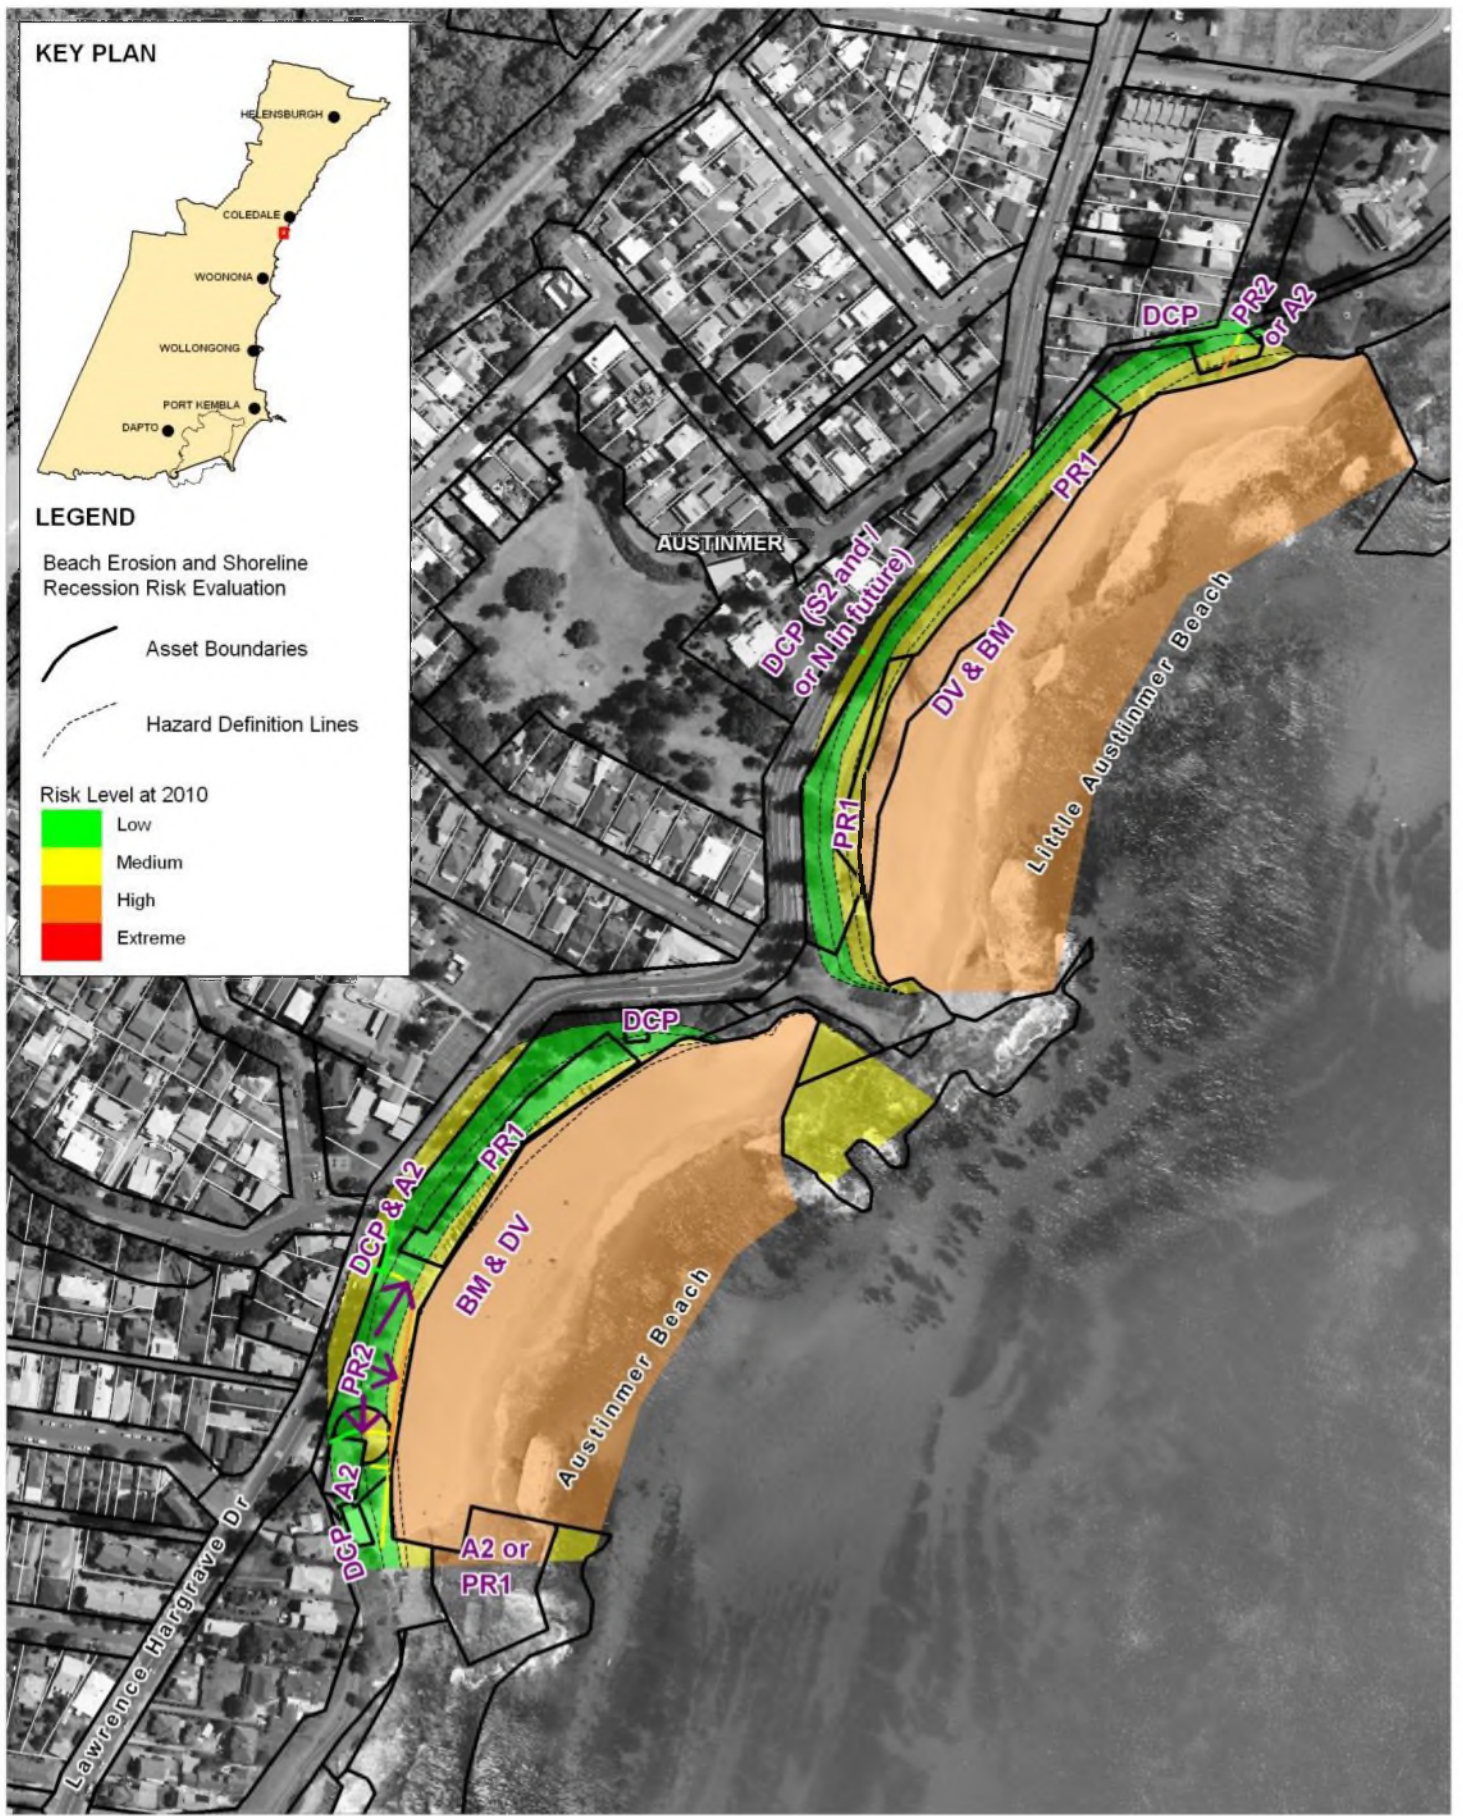 KEY PLAN
HELENSBURGH
COLEDALE
WOONONA
WOLLONGONG
PORT KEMBLA
DAPTO
LEGEND
Beach Erosion and Shoreline
Recession Risk Evaluation
Asset Boundaries
Hazard Definition Lines
Risk Level at 2010
Low
Medium
High
Extreme
DCP
PR2
or A2
PR1
AUSTINMER
DCP (S2 and /
or N in future)
DV & BM
Little Austinmer Beach
PR1
DCP
PR1
DCP & A2
BM & DV
PR2
Austinmer Beach
A2
DCP
A2 or
PR1
Lawrence Hargrave Dr